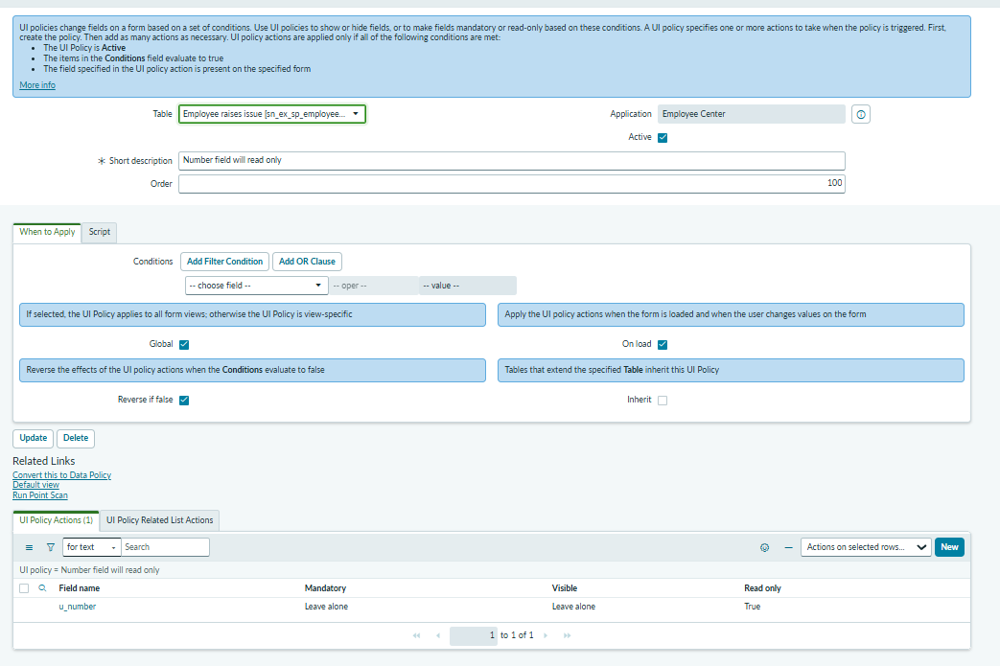 UI policies change fields on a form based on a set of conditions. Use UI policies to show or hide fields, or to make fields mandatory or read-only based on these conditions. A UI policy specifies one or more actions to take when the policy is triggered. First,
create the policy. Then add as many actions as necessary. UI policy actions are applied only if all of the following conditions are met:
• The UI Policy is Active
• The items in the Conditions field evaluate to true
• The field specified in the UI policy action is present on the specified form
More info
Table Employee raises issue [sn_ex_sp_employee... Application Employee Center
Active
Short description Number field will read only
Order 100
When to Apply Script
Conditions Add Filter Condition Add OR Clause
-- choose field -- -- oper -- -- value --
If selected, the UI Policy applies to all form views; otherwise the UI Policy is view-specific Apply the UI policy actions when the form is loaded and when the user changes values on the form
Global On load
Reverse the effects of the UI policy actions when the Conditions evaluate to false Tables that extend the specified Table inherit this UI Policy
Reverse if false Inherit
Update Delete
Related Links
Convert this to Data Policy
Default view
Run Point Scan
UI Policy Actions (1) UI Policy Related List Actions
for text Search Actions on selected rows... New
UI policy = Number field will read only
Field name Mandatory Visible Read only
u_number Leave alone Leave alone True
1 to 1 of 1